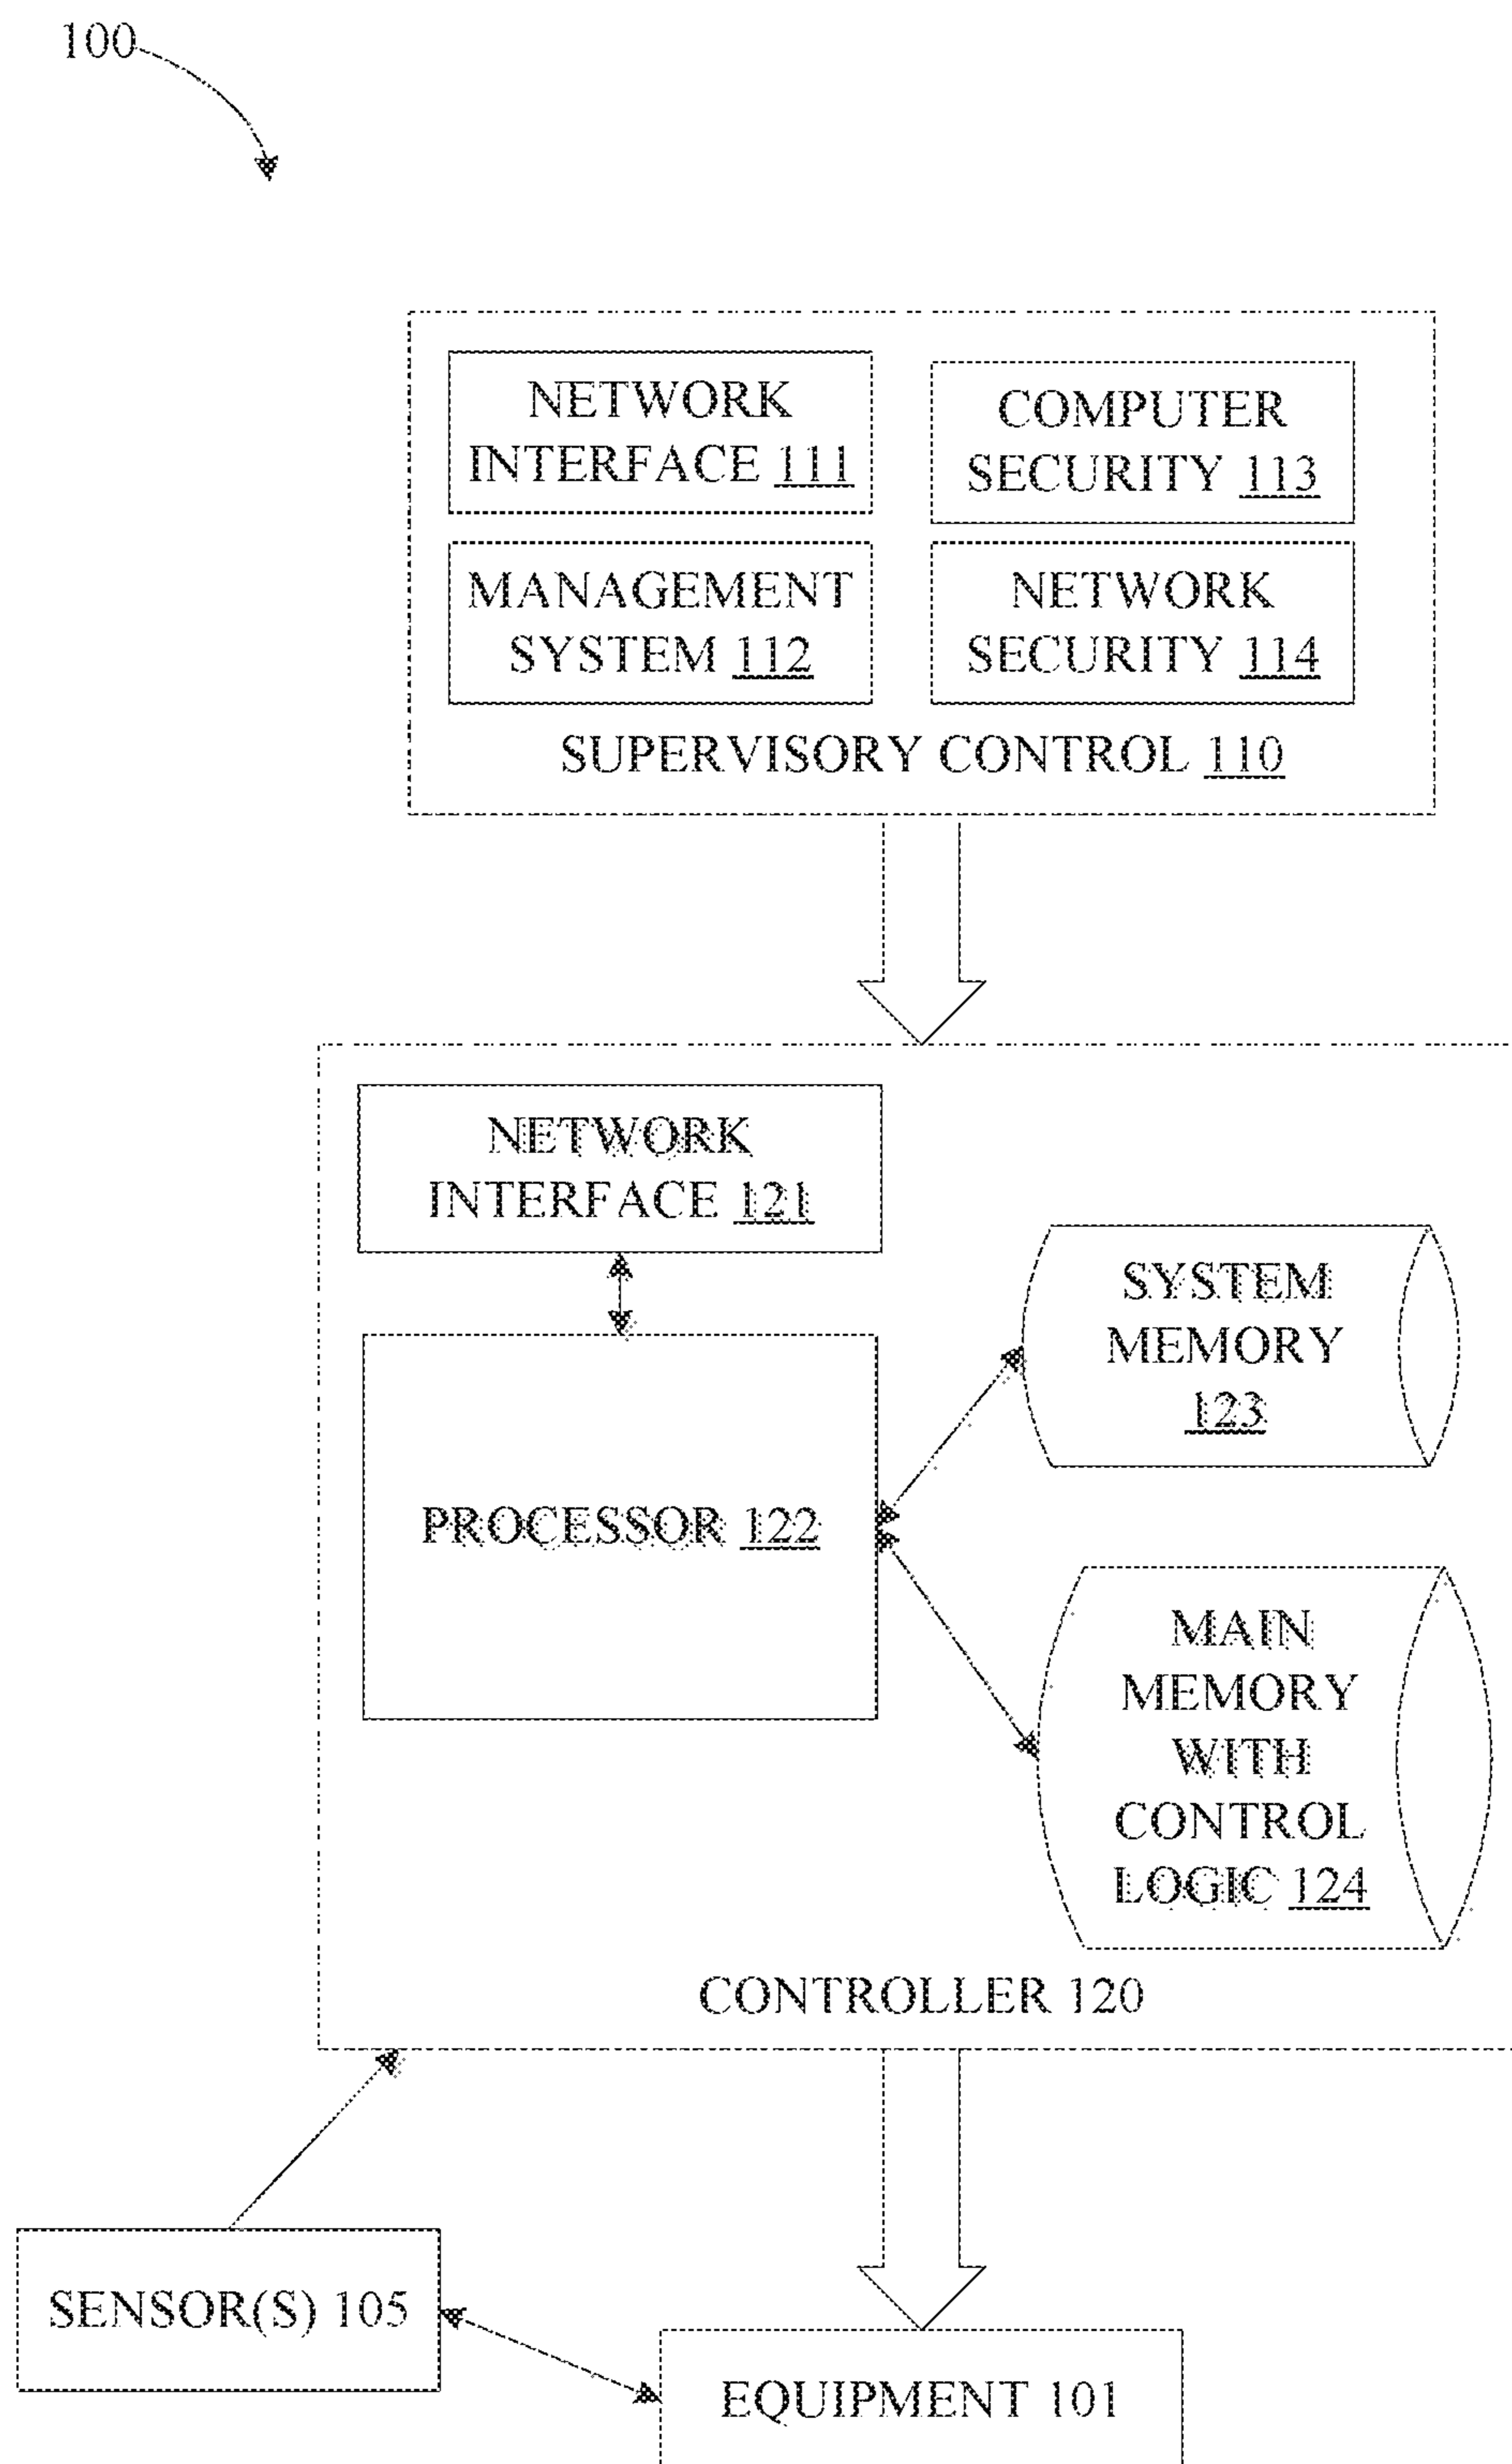 100
NETWORK
INTERFACE 111
COMPUTER
SECURITY 113
MANAGEMENT
SYSTEM 112
NETWORK
SECURITY 114
SUPERVISORY CONTROL 110
NETWORK
INTERFACE 121
SYSTEM
MEMORY
123
PROCESSOR 122
MAIN
MEMORY
WITH
CONTROL
LOGIC 124
CONTROLLER 120
SENSOR(S) 105
EQUIPMENT 101